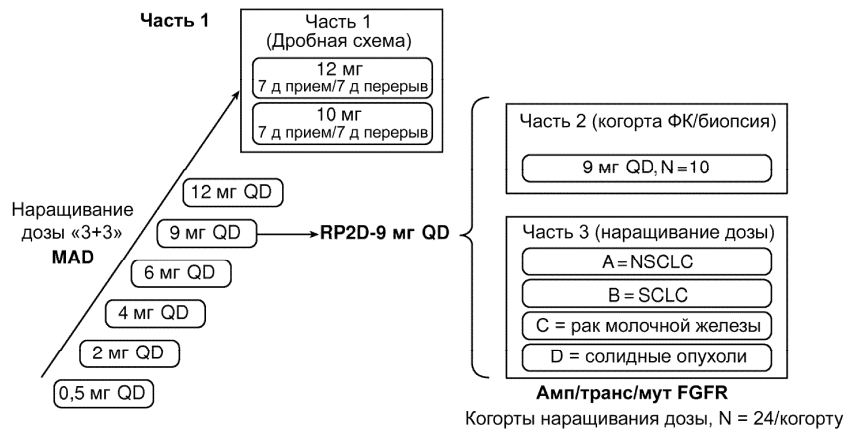 Часть 1
Часть 1
(Дробная схема)
12 мг
7 д прием/7 д перерыв
10 мг
7 д прием/7 д перерыв
12 мг QD
9 мг QD
6 мг QD
4 мг QD
2 мг QD
0,5 мг QD
Наращивание
дозы «3+3»
MAD
RP2D-9 мг QD
Часть 2 (когорта ФК/биопсия)
9 мг QD, N=10
Часть 3 (наращивание дозы)
A=NSCLC
B=SCLC
C = рак молочной железы
D = солидные опухоли
Амп/транс/мут FGFR
Когорты наращивания дозы, N = 24/когорту